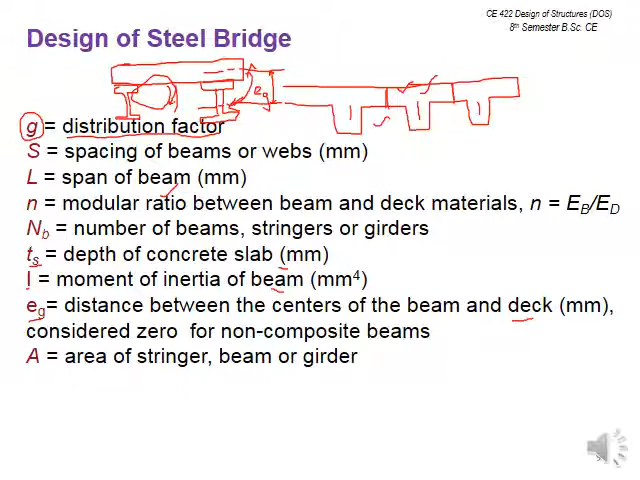 CE 422 Design of Structures (DOS)
8th Semester B.Sc. CE
Design of Steel Bridge
eg
g = distribution factor
S = spacing of beams or webs (mm)
L = span of beam (mm)
n = modular ratio between beam and deck materials, n = EB/ED
Nb = number of beams, stringers or girders
ts = depth of concrete slab (mm)
I = moment of inertia of beam (mm4)
eg= distance between the centers of the beam and deck (mm),
considered zero for non-composite beams
A = area of stringer, beam or girder